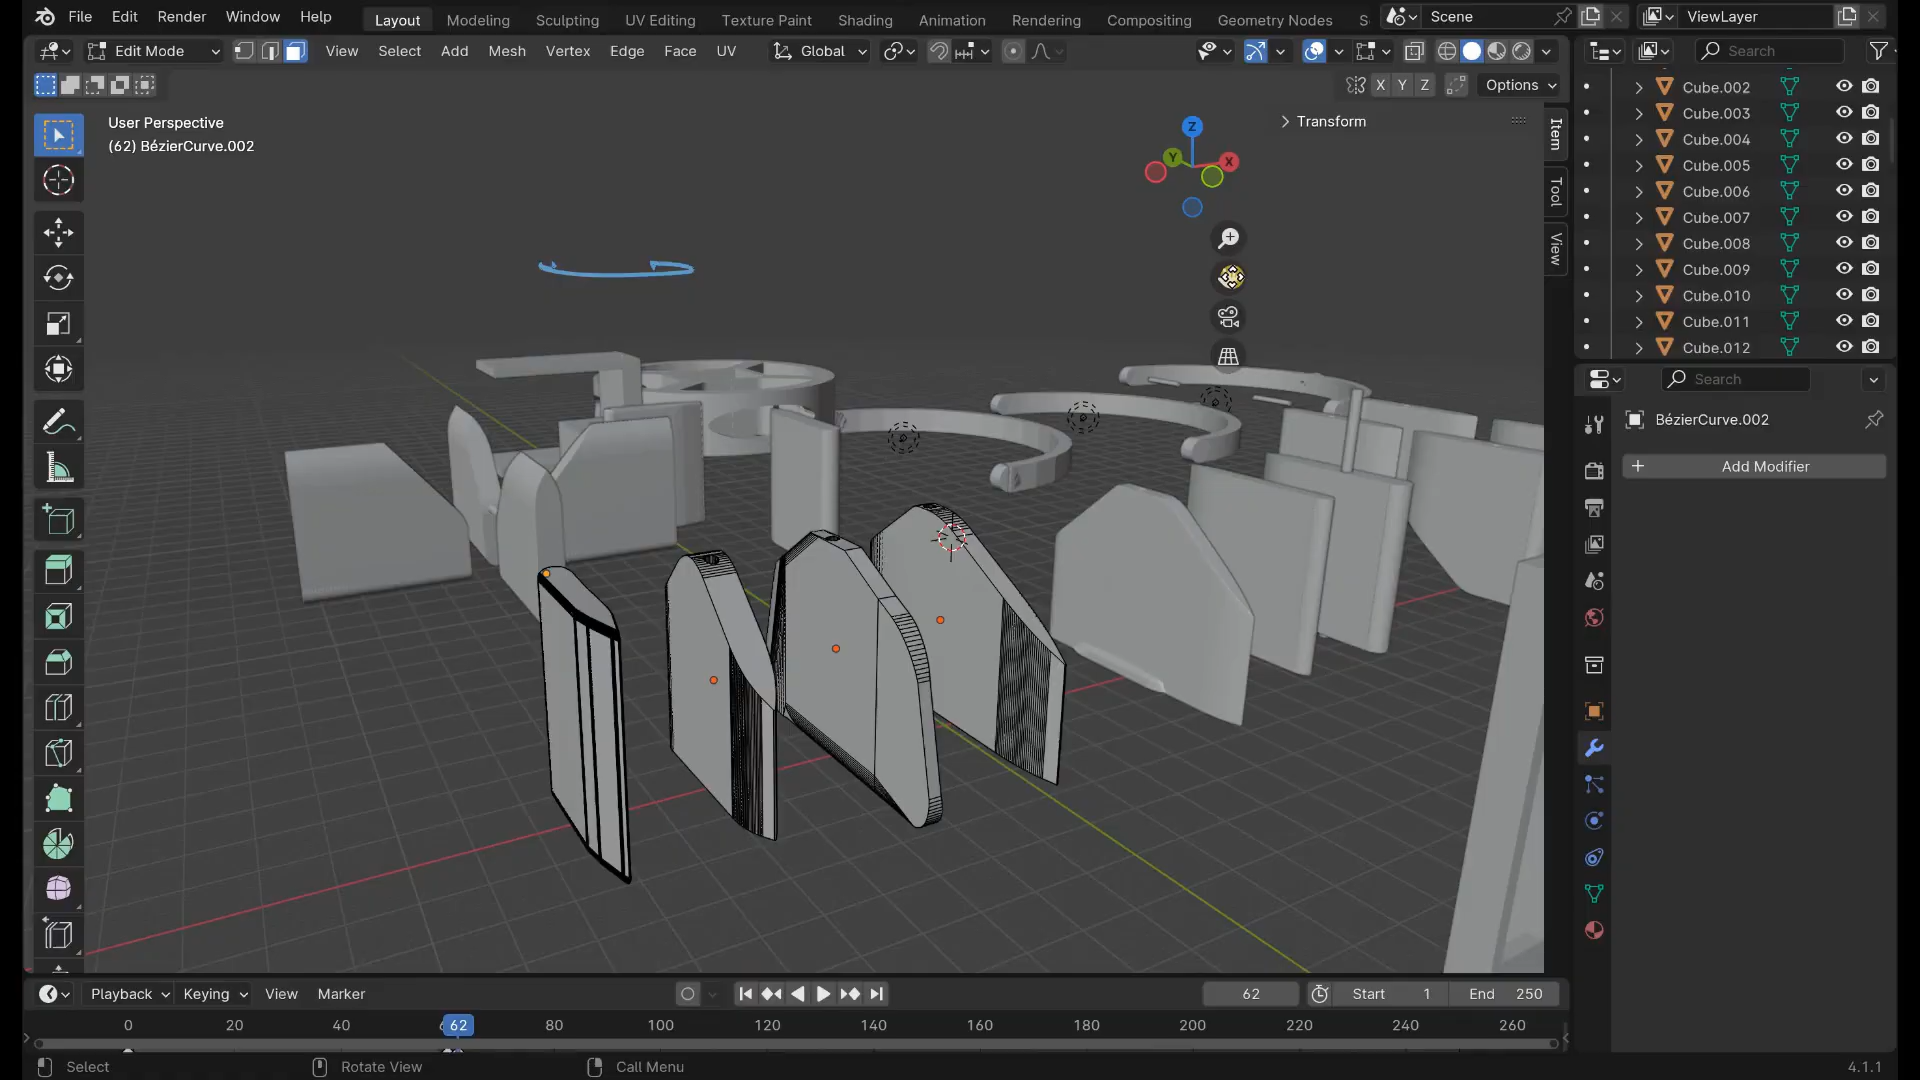 File Edit Render Window Help Layout Modeling Sculpting UV Editing Texture Paint Shading Animation Rendering Compositing Geometry Nodes S Scene ViewLayer
Edit Mode View Select Add Mesh Vertex Edge Face UV Global Search
X Y Z Options
User Perspective
(62) BézierCurve.002
Transform
Z
Y
X
Item
Tool
View
Cube.002
Cube.003
Cube.004
Cube.005
Cube.006
Cube.007
Cube.008
Cube.009
Cube.010
Cube.011
Cube.012
Search
BézierCurve.002
Add Modifier
Playback Keying View Marker 62 Start 1 End 250
0 20 40 62 80 100 120 140 160 180 200 220 240 260
Select Rotate View Call Menu 4.1.1